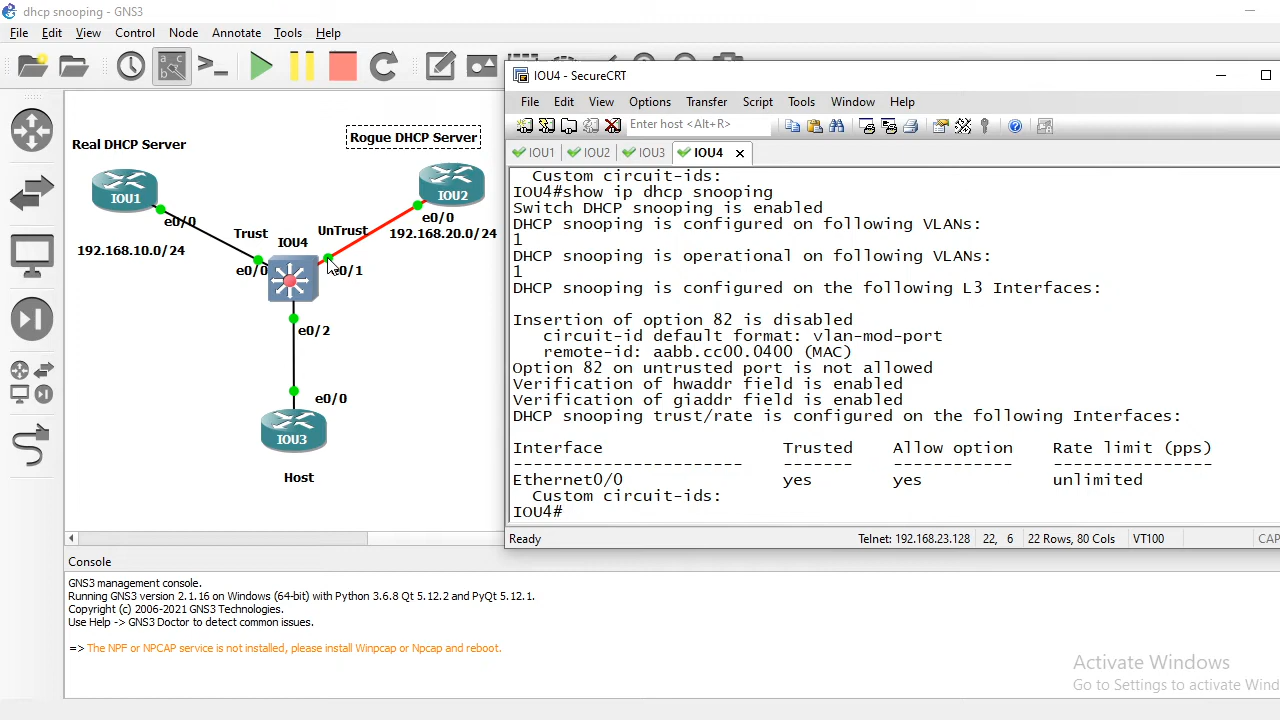 dhcp snooping - GNS3
File Edit View Control Node Annotate Tools Help
Real DHCP Server
Rogue DHCP Server
IOU1
IOU2
e0/0
e0/0
192.168.10.0/24
Trust
UnTrust
192.168.20.0/24
IOU4
e0/0
e0/1
e0/2
e0/0
IOU3
Host
IOU4 - SecureCRT
File Edit View Options Transfer Script Tools Window Help
Enter host <Alt+R>
IOU1 IOU2 IOU3 IOU4
Custom circuit-ids:
IOU4#show ip dhcp snooping
Switch DHCP snooping is enabled
DHCP snooping is configured on following VLANs:
1
DHCP snooping is operational on following VLANs:
1
DHCP snooping is configured on the following L3 Interfaces:
Insertion of option 82 is disabled
circuit-id default format: vlan-mod-port
remote-id: aabb.cc00.0400 (MAC)
Option 82 on untrusted port is not allowed
Verification of hwaddr field is enabled
Verification of giaddr field is enabled
DHCP snooping trust/rate is configured on the following Interfaces:
Interface Trusted Allow option Rate limit (pps)
----------------------- ------- ------------ ----------------
Ethernet0/0 yes yes unlimited
Custom circuit-ids:
IOU4#
Ready Telnet: 192.168.23.128 22, 6 22 Rows, 80 Cols VT100 CAP
Console
GNS3 management console.
Running GNS3 version 2.1.16 on Windows (64-bit) with Python 3.6.8 Qt 5.12.2 and PyQt 5.12.1.
Copyright (c) 2006-2021 GNS3 Technologies.
Use Help -> GNS3 Doctor to detect common issues.
=> The NPF or NPCAP service is not installed, please install Winpcap or Npcap and reboot.
Activate Windows
Go to Settings to activate Wind